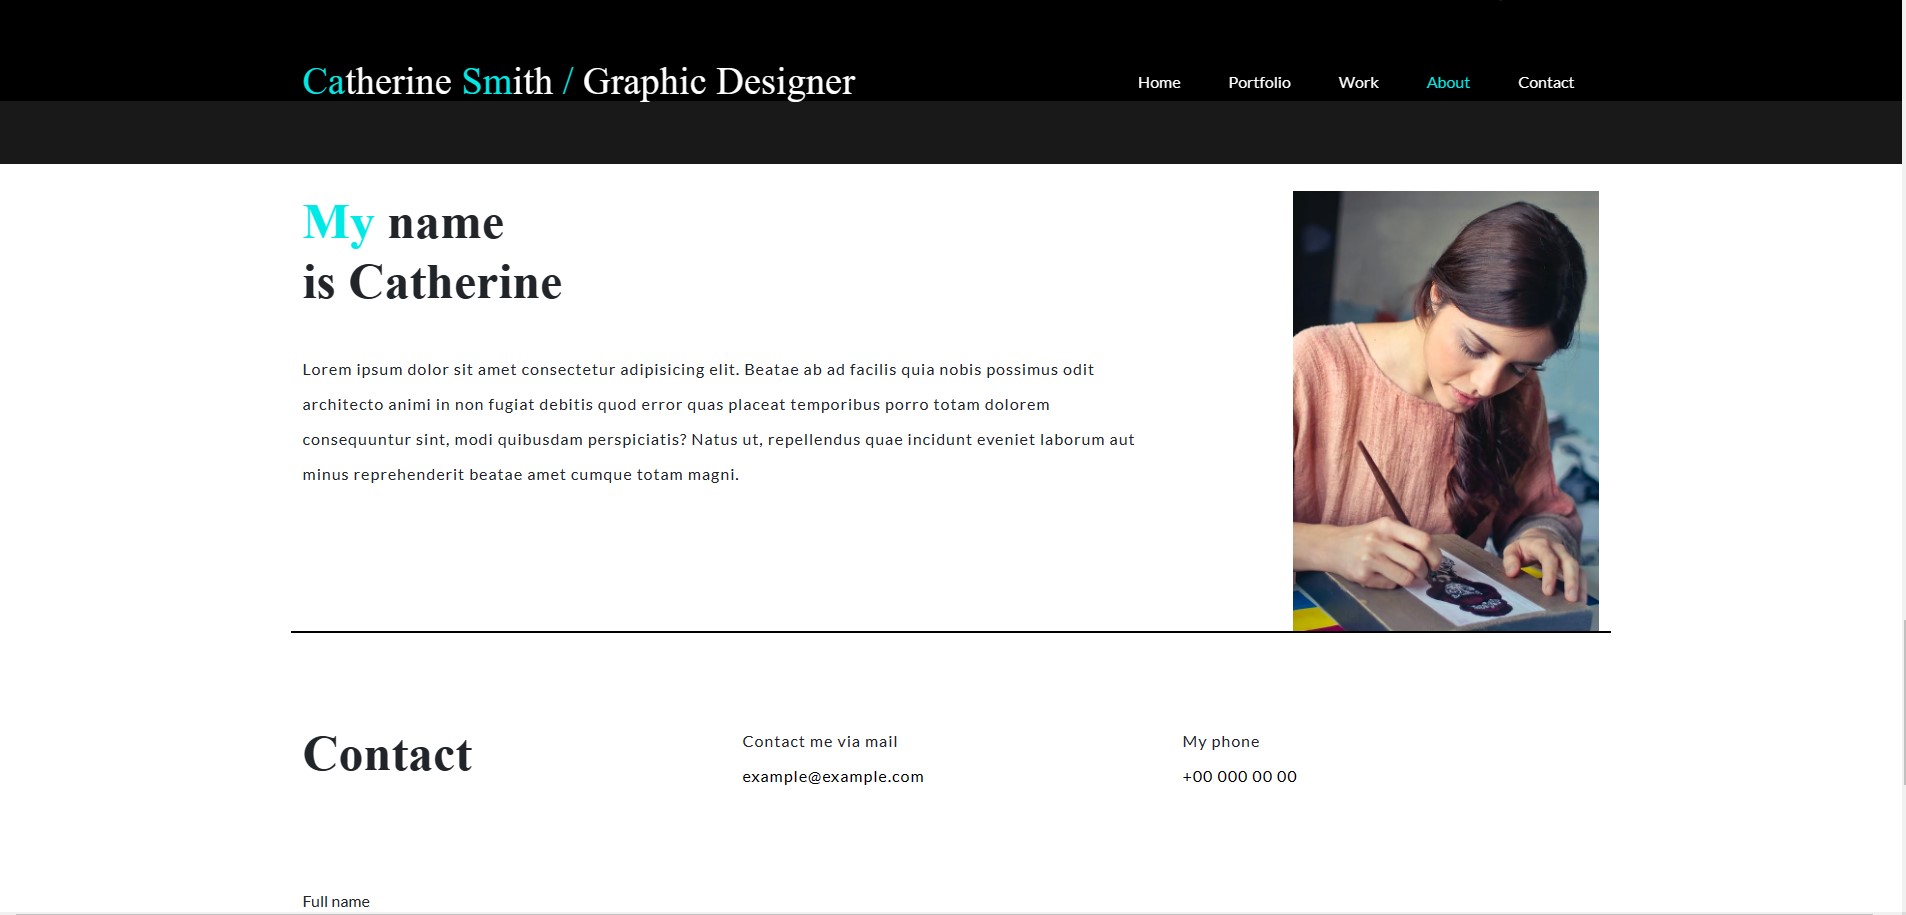 Catherine Smith / Graphic Designer
Home Portfolio Work About Contact
My name
is Catherine
Lorem ipsum dolor sit amet consectetur adipisicing elit. Beatae ab ad facilis quia nobis possimus odit
architecto animi in non fugiat debitis quod error quas placeat temporibus porro totam dolorem
consequuntur sint, modi quibusdam perspiciatis? Natus ut, repellendus quae incidunt eveniet laborum aut
minus reprehenderit beatae amet cumque totam magni.
Contact
Contact me via mail
example@example.com
My phone
+00 000 00 00
Full name